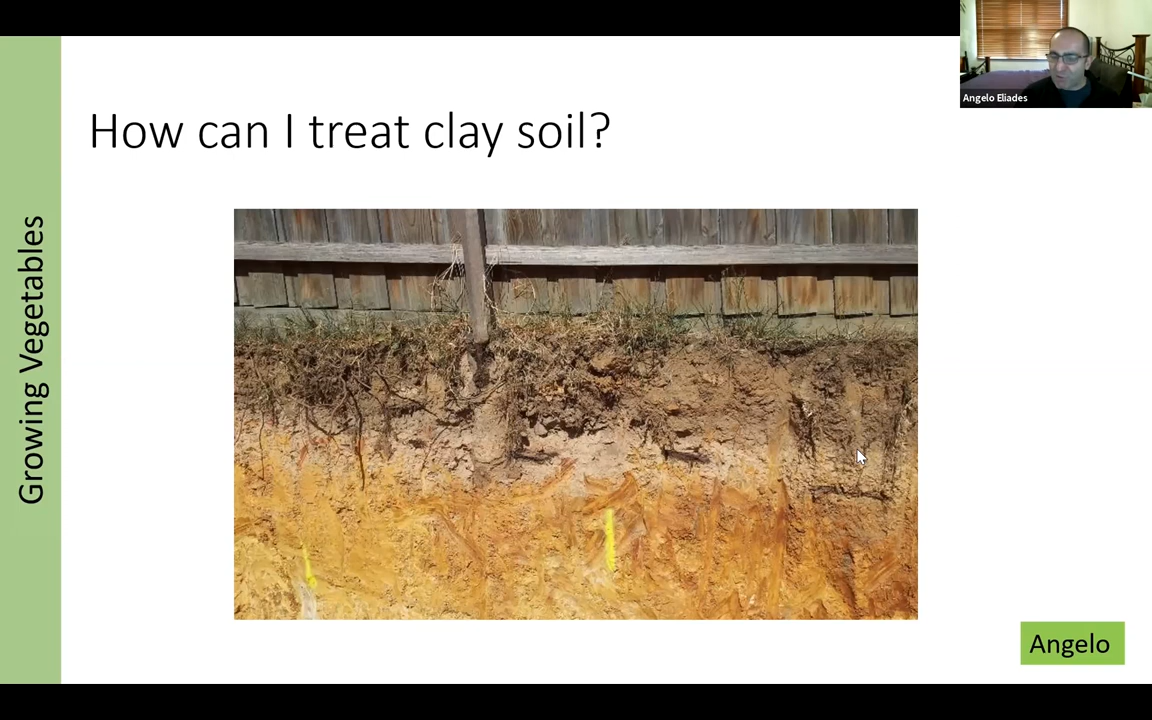 Angelo Eliades
How can I treat clay soil?
Growing Vegetables
Angelo